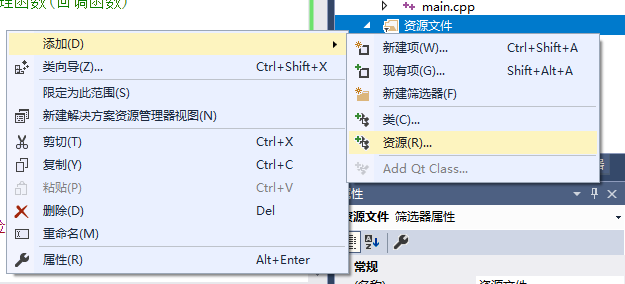 理函数(回调函数)
main.cpp
资源文件
添加(D)
类向导(Z)... Ctrl+Shift+X
限定为此范围(S)
新建解决方案资源管理器视图(N)
剪切(T) Ctrl+X
复制(Y) Ctrl+C
粘贴(P) Ctrl+V
删除(D) Del
重命名(M)
属性(R) Alt+Enter
新建项(W)... Ctrl+Shift+A
现有项(G)... Shift+Alt+A
新建筛选器(F)
类(C)...
资源(R)...
Add Qt Class...
属性
资源文件 筛选器属性
常规
(名称) 资源文件